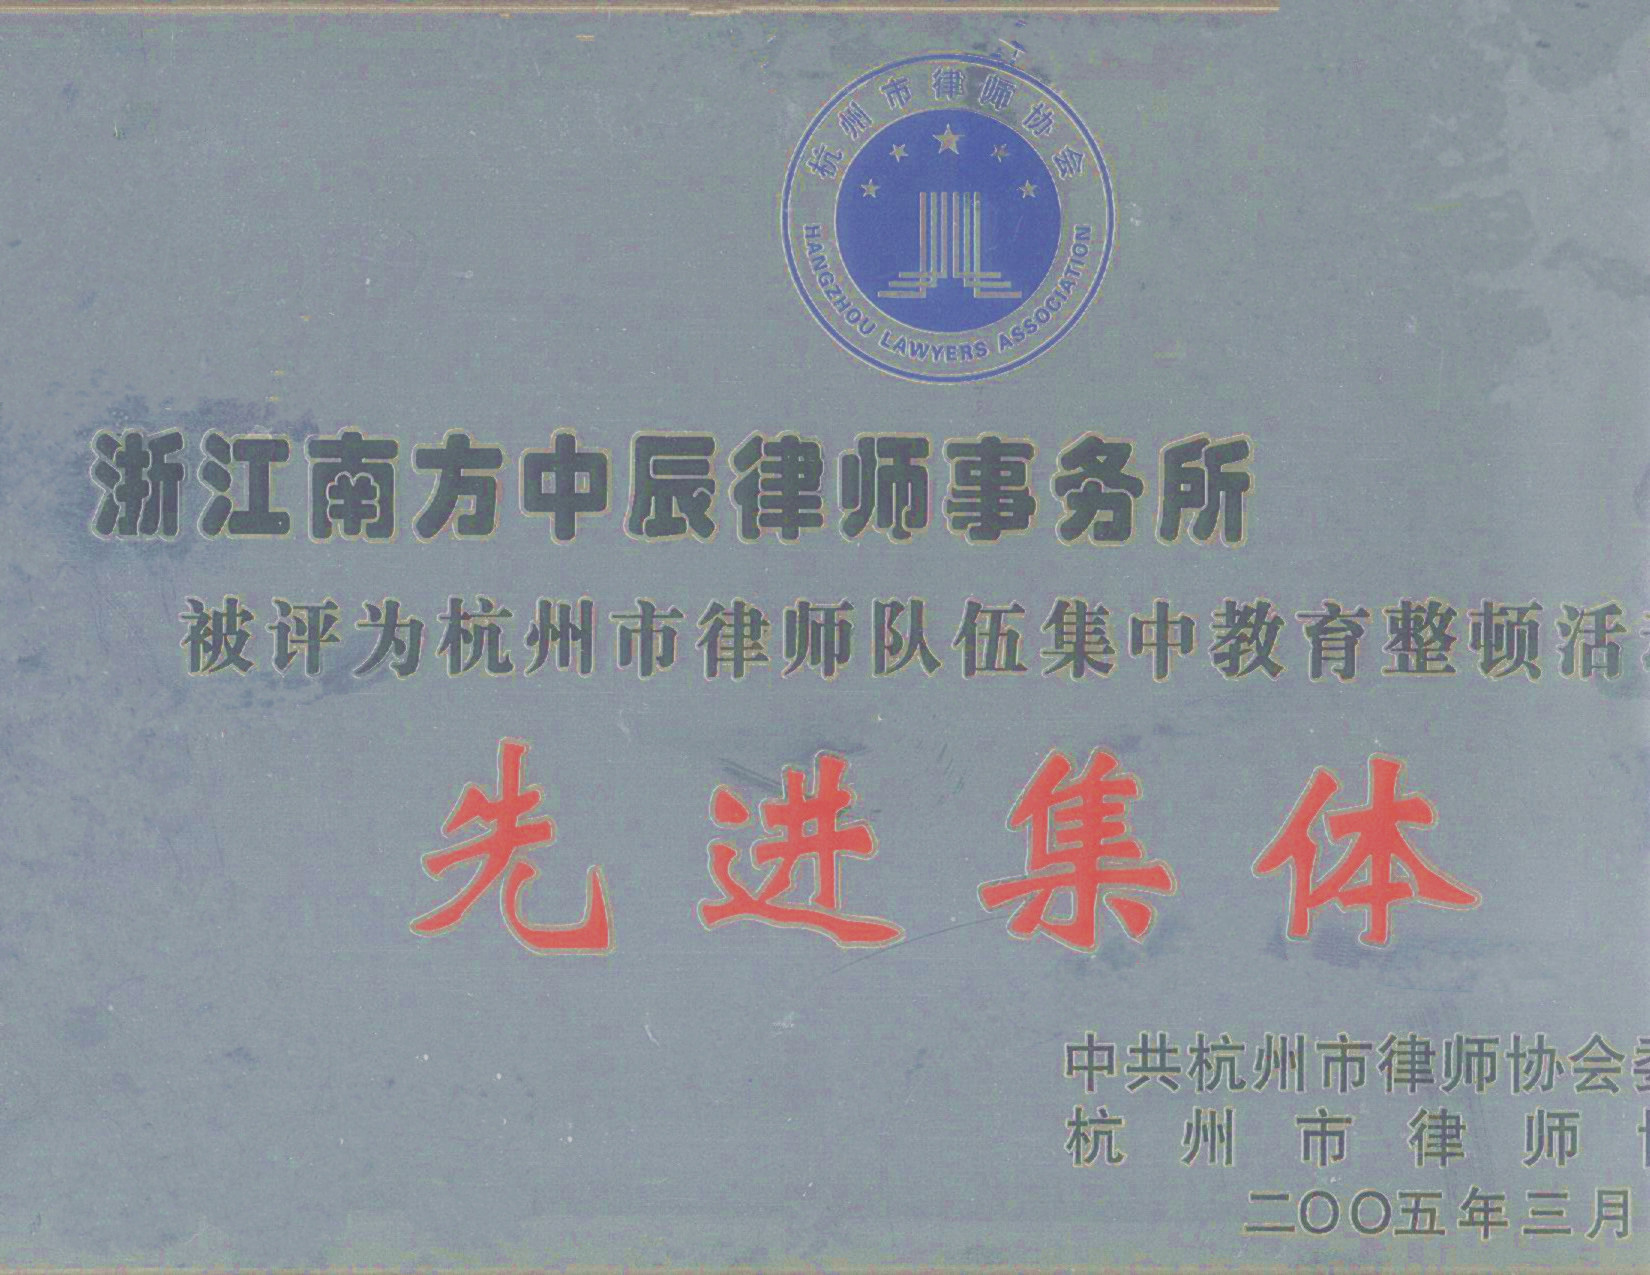 杭州市律师协会
HANGZHOU LAWYERS ASSOCIATION
浙江南方中辰律师事务所
被评为杭州市律师队伍集中教育整顿活
先进集体
中共杭州市律师协会
杭州市律师
二〇〇五年三月